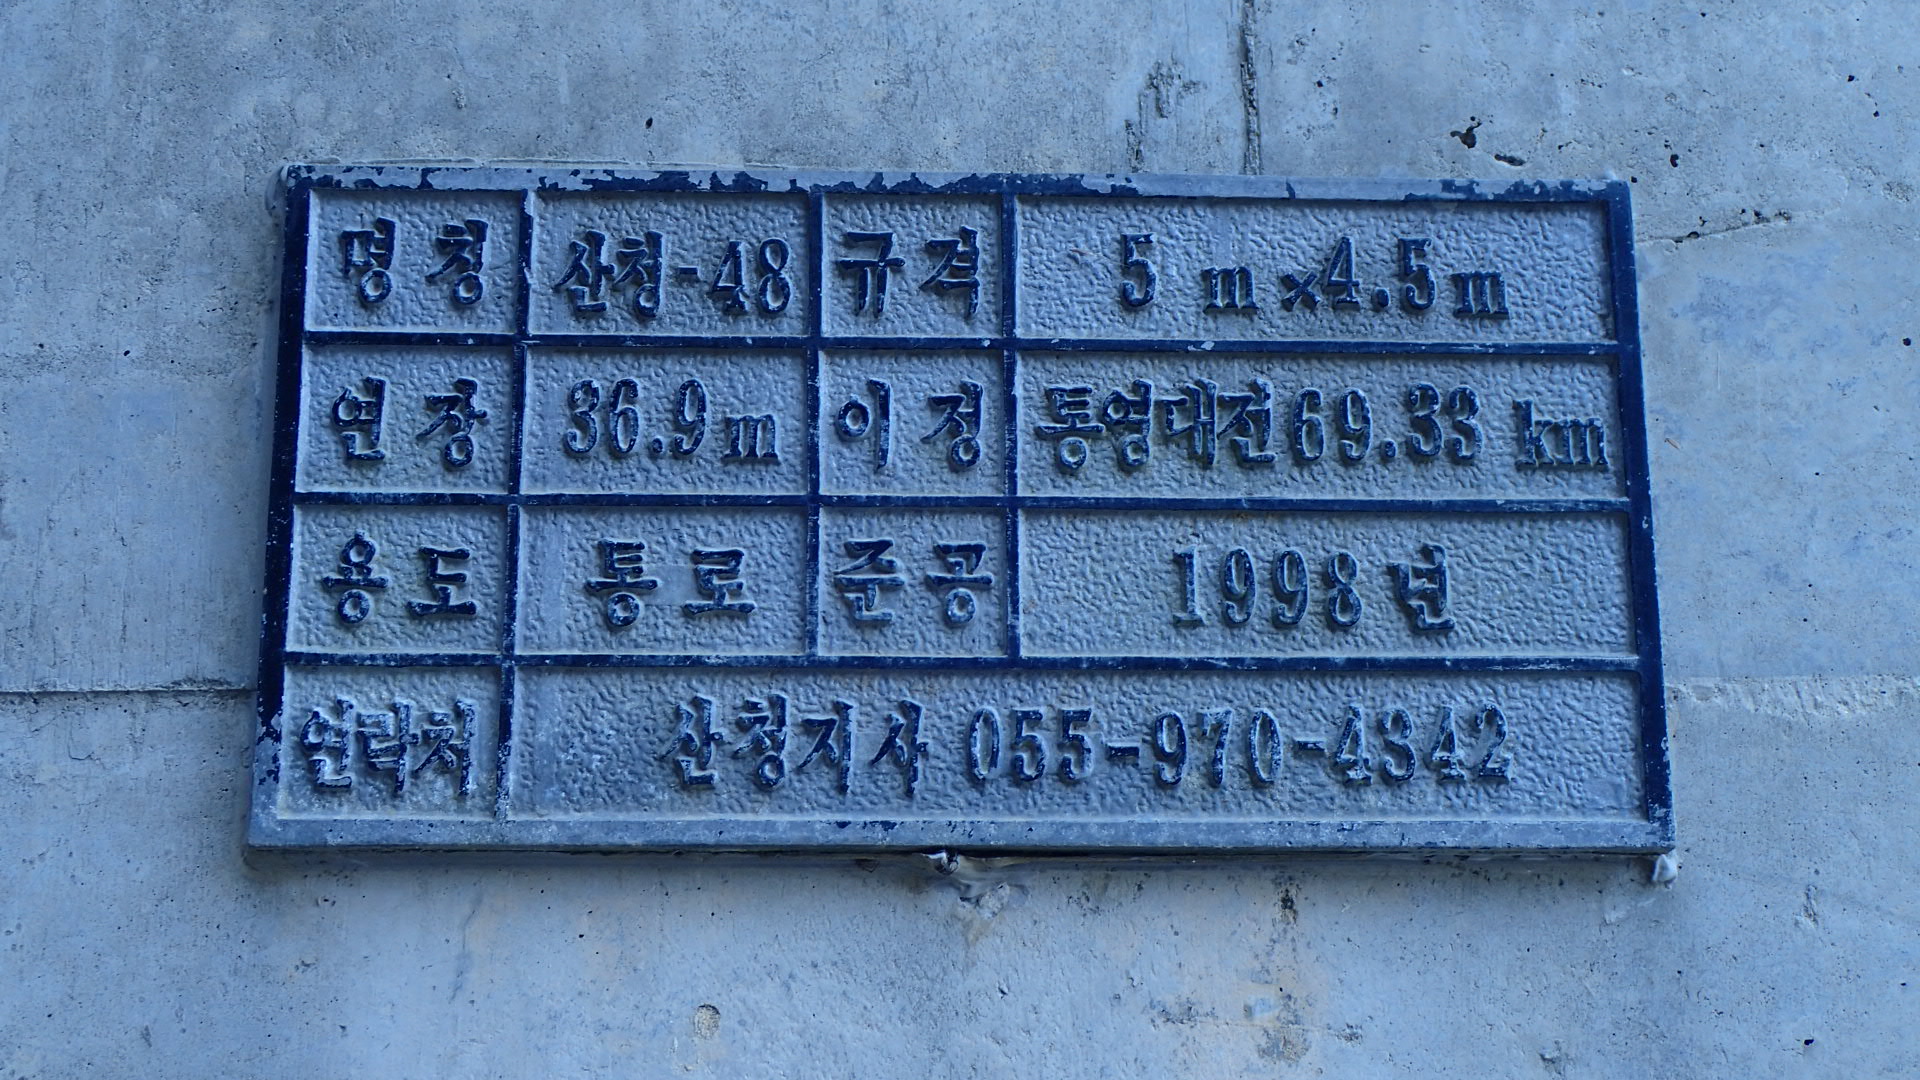 명칭 산청-48 규격 5 m×4.5m
연장 36.9m 이정 통영대전69.33 km
용도 통로 준공 1998년
연락처 산청지사 055-970-4342